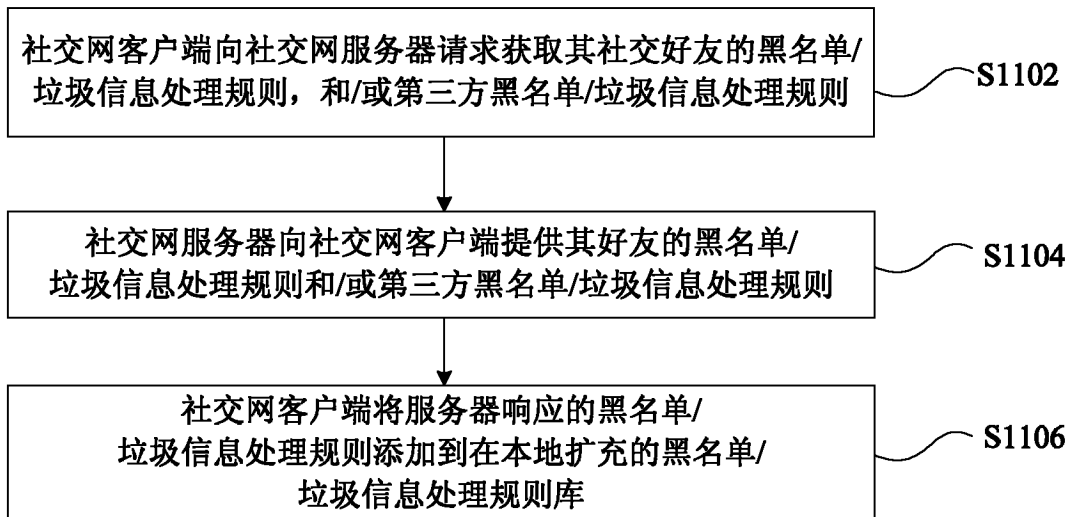 社交网客户端向社交网服务器请求获取其社交好友的黑名单/
垃圾信息处理规则，和/或第三方黑名单/垃圾信息处理规则
S1102
社交网服务器向社交网客户端提供其好友的黑名单/
垃圾信息处理规则和/或第三方黑名单/垃圾信息处理规则
S1104
社交网客户端将服务器响应的黑名单/
垃圾信息处理规则添加到在本地扩充的黑名单/
垃圾信息处理规则库
S1106